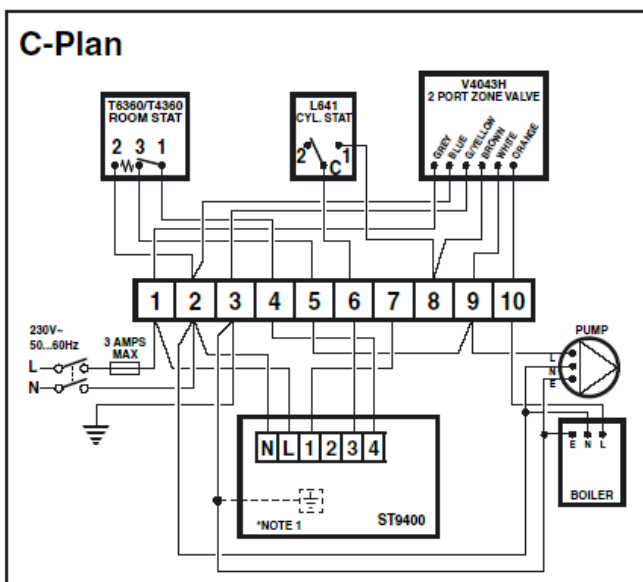 C-Plan
T6360/T4360
ROOM STAT
2 3 1
L641
CYL. STAT
2 1
C
V4043H
2 PORT ZONE VALVE
GREY
BLUE
G/YELLOW
BROWN
WHITE
ORANGE
1 2 3 4 5 6 7 8 9 10
230V~
50...60Hz
3 AMPS
MAX
L
N
PUMP
L
N
E
N L 1 2 3 4
E N L
BOILER
*NOTE 1
ST9400